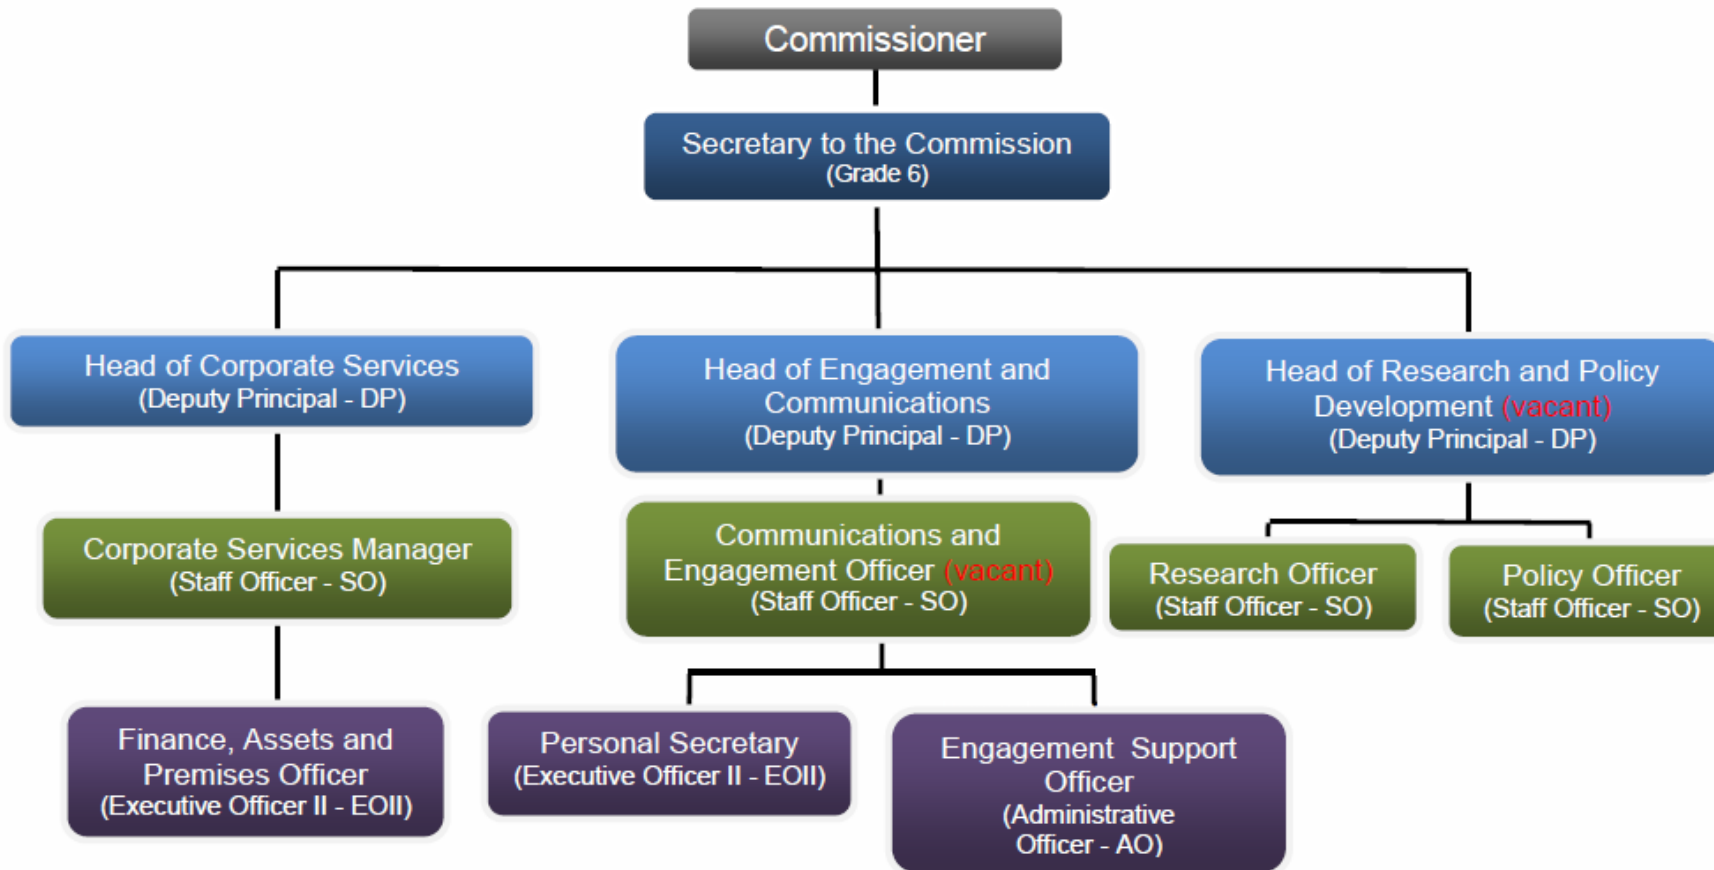 Commissioner
Secretary to the Commission
(Grade 6)
Head of Corporate Services
(Deputy Principal - DP)
Head of Engagement and
Communications
(Deputy Principal - DP)
Head of Research and Policy
Development (vacant)
(Deputy Principal - DP)
Corporate Services Manager
(Staff Officer - SO)
Communications and
Engagement Officer (vacant)
(Staff Officer - SO)
Research Officer
(Staff Officer - SO)
Policy Officer
(Staff Officer - SO)
Finance, Assets and
Premises Officer
(Executive Officer II - EOII)
Personal Secretary
(Executive Officer II - EOII)
Engagement Support
Officer
(Administrative
Officer - AO)